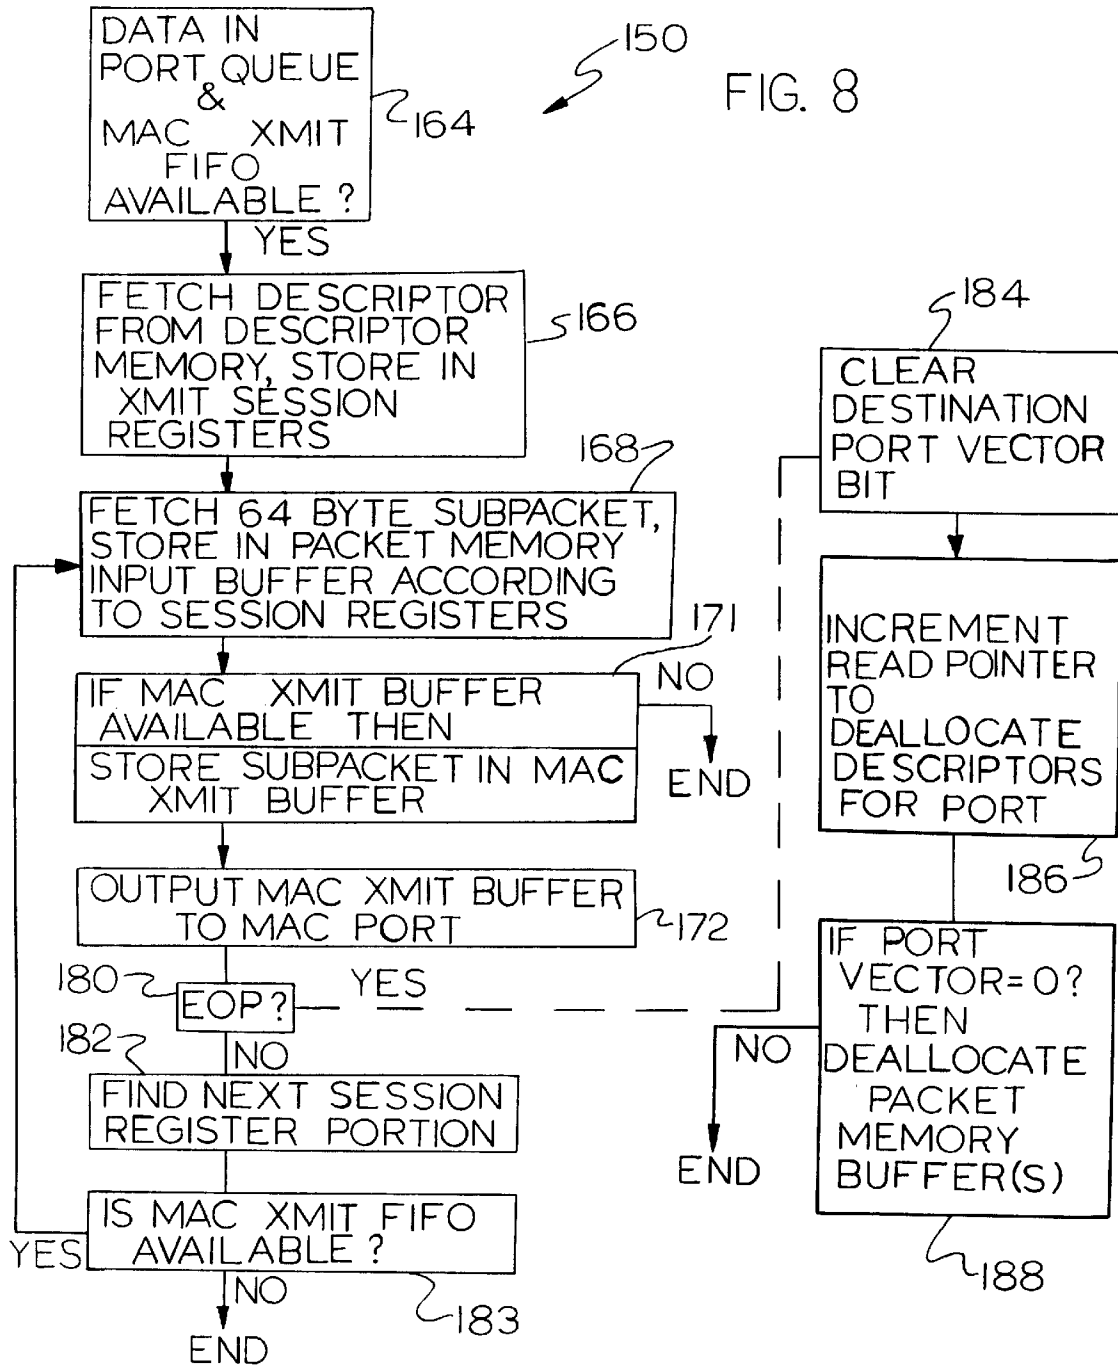 DATA IN
PORT QUEUE
&
MAC XMIT
FIFO
AVAILABLE?
164
150
FIG. 8
YES
FETCH DESCRIPTOR
FROM DESCRIPTOR
MEMORY, STORE IN
XMIT SESSION
REGISTERS
166
168
FETCH 64 BYTE SUBPACKET,
STORE IN PACKET MEMORY
INPUT BUFFER ACCORDING
TO SESSION REGISTERS
171
IF MAC XMIT BUFFER
AVAILABLE THEN
NO
END
STORE SUBPACKET IN MAC
XMIT BUFFER
OUTPUT MAC XMIT BUFFER
TO MAC PORT
172
180
EOP?
YES
NO
182
FIND NEXT SESSION
REGISTER PORTION
IS MAC XMIT FIFO
AVAILABLE?
YES
NO
183
END
184
CLEAR
DESTINATION
PORT VECTOR
BIT
INCREMENT
READ POINTER
TO
DEALLOCATE
DESCRIPTORS
FOR PORT
186
IF PORT
VECTOR=0?
THEN
DEALLOCATE
PACKET
MEMORY
BUFFER(S)
NO
END
188